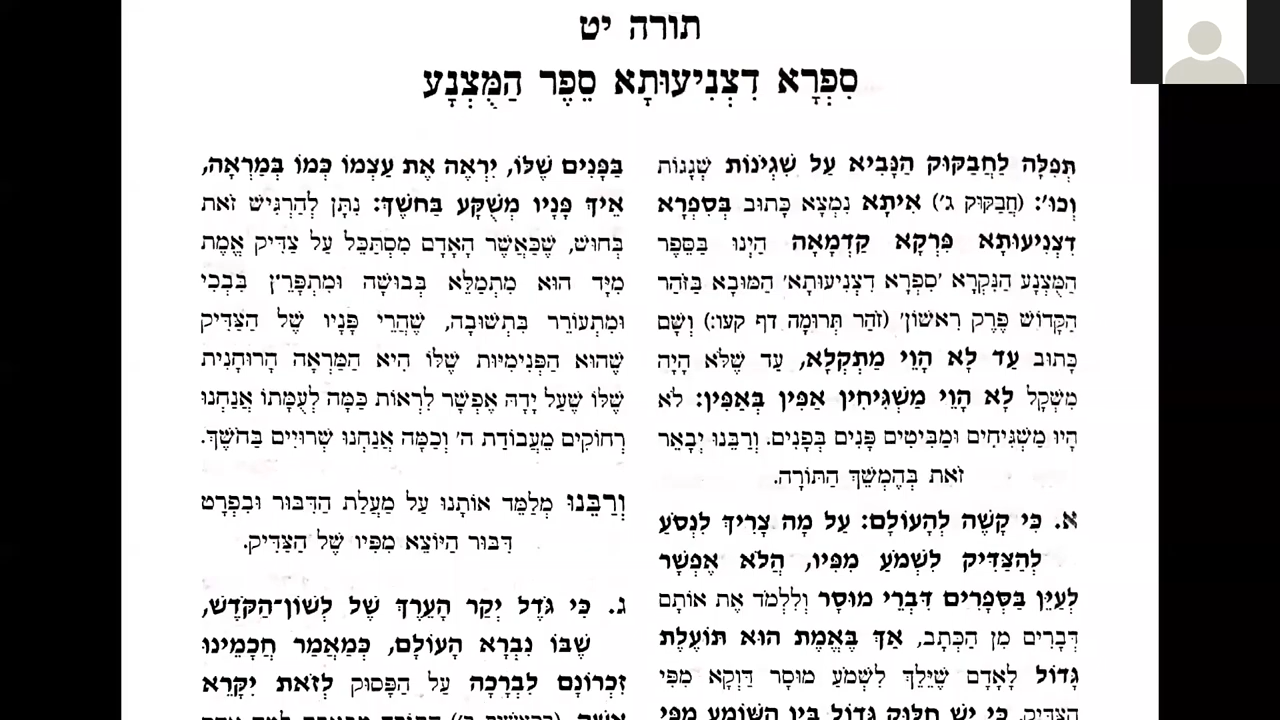 תורה יט
סִפְרָא דִצְנִיעוּתָא סֵפֶר הַמֻּצְנָע
תְּפִלָּה לַחֲבַקּוּק הַנָּבִיא עַל שִׁגְיֹנוֹת שְׁגָגוֹת
וְכוּ': (חֲבַקּוּק ג') אִיתָא נִמְצָא כָּתוּב בְּסִפְרָא
דִצְנִיעוּתָא פִּרְקָא קַדְמָאָה הַיְנוּ בַּסֵּפֶר
הַמֻּצְנָע הַנִּקְרָא 'סִפְרָא דִצְנִיעוּתָא' הַמּוּבָא בַּזֹּהַר
הַקָּדוֹשׁ פֶּרֶק רִאשׁוֹן' (זֹהַר תְּרוּמָה דף קעו:) וְשָׁם
כָּתוּב עַד לָא הֲוֵי מַתְקְלָא, עַד שֶׁלֹּא הָיָה
מִשְׁקָל לָא הֲוֵי מַשְׁגִּיחִין אַפִּין בְּאַפִּין: לֹא
הָיוּ מַשְׁגִּיחִים וּמַבִּיטִים פָּנִים בְּפָנִים. וְרַבֵּנוּ יְבָאֵר
זֹאת בְּהֶמְשֵׁךְ הַתּוֹרָה.
א. כִּי קָשֶׁה לְהָעוֹלָם: עַל מָה צָרִיךְ לִנְסֹעַ
לְהַצַּדִּיק לִשְׁמֹעַ מִפִּיו, הֲלֹא אֶפְשָׁר
לְעַיֵּן בַּסְּפָרִים דִּבְרֵי מוּסָר וְלִלְמֹד אֶת אוֹתָם
דְּבָרִים מִן הַכְּתָב, אַךְ בֶּאֱמֶת הוּא תּוֹעֶלֶת
גָּדוֹל לָאָדָם שֶׁיֵּלֵךְ לִשְׁמֹעַ מוּסָר דַּוְקָא מִפִּי
הַצַּדִּיק, כִּי יֵשׁ חִלּוּק גָּדוֹל בֵּין הַשּׁוֹמֵעַ מִפִּי
בַּפָּנִים שֶׁלּוֹ, יִרְאֶה אֶת עַצְמוֹ כְּמוֹ בְּמַרְאָה,
אֵיךְ פָּנָיו מְשֻׁקָּע בַּחֹשֶׁךְ: נִתָּן לְהַרְגִּישׁ זֹאת
בְּחוּשׁ, שֶׁכַּאֲשֶׁר הָאָדָם מִסְתַּכֵּל עַל צַדִּיק אֱמֶת
מִיָּד הוּא מִתְמַלֵּא בְּבוּשָׁה וּמִתְפָּרֵץ בִּבְכִי
וּמִתְעוֹרֵר בִּתְשׁוּבָה, שֶׁהֲרֵי פָּנָיו שֶׁל הַצַּדִּיק
שֶׁהוּא הַפְּנִימִיּוּת שֶׁלּוֹ הִיא הַמַּרְאָה הָרוּחָנִית
שֶׁלּוֹ שֶׁעַל יָדָהּ אֶפְשָׁר לִרְאוֹת כַּמָּה לְעֻמָּתוֹ אֲנַחְנוּ
רְחוֹקִים מֵעֲבוֹדַת ה' וְכַמָּה אֲנַחְנוּ שְׁרוּיִים בַּחֹשֶׁךְ.
וְרַבֵּנוּ מְלַמֵּד אוֹתָנוּ עַל מַעֲלַת הַדִּבּוּר וּבִפְרָט
דִּבּוּר הַיּוֹצֵא מִפִּיו שֶׁל הַצַּדִּיק.
ג. כִּי גֹּדֶל יְקַר הָעֵרֶךְ שֶׁל לְשׁוֹן־הַקֹּדֶשׁ,
שֶׁבּוֹ נִבְרָא הָעוֹלָם, כְּמַאֲמַר חֲכָמֵינוּ
זִכְרוֹנָם לִבְרָכָה עַל הַפָּסוּק לְזֹאת יִקָּרֵא